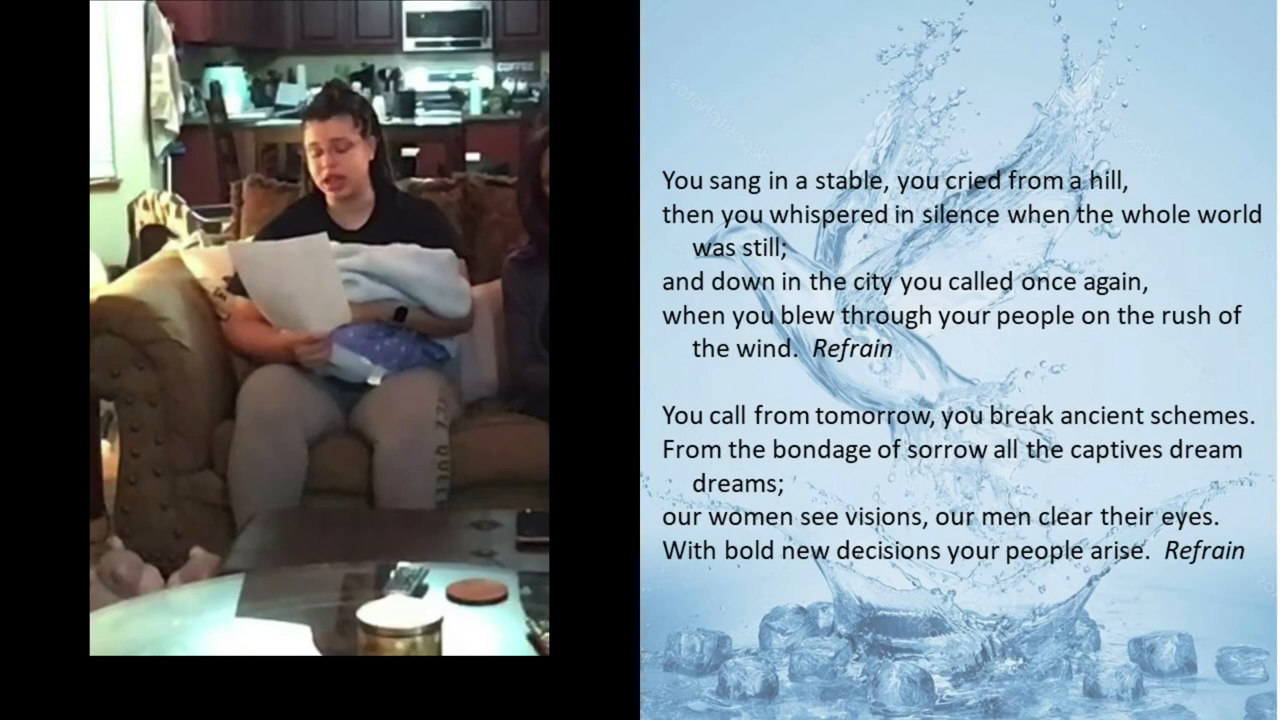 You sang in a stable, you cried from a hill,
then you whispered in silence when the whole world
was still;
and down in the city you called once again,
when you blew through your people on the rush of
the wind. Refrain
You call from tomorrow, you break ancient schemes.
From the bondage of sorrow all the captives dream
dreams;
our women see visions, our men clear their eyes.
With bold new decisions your people arise. Refrain